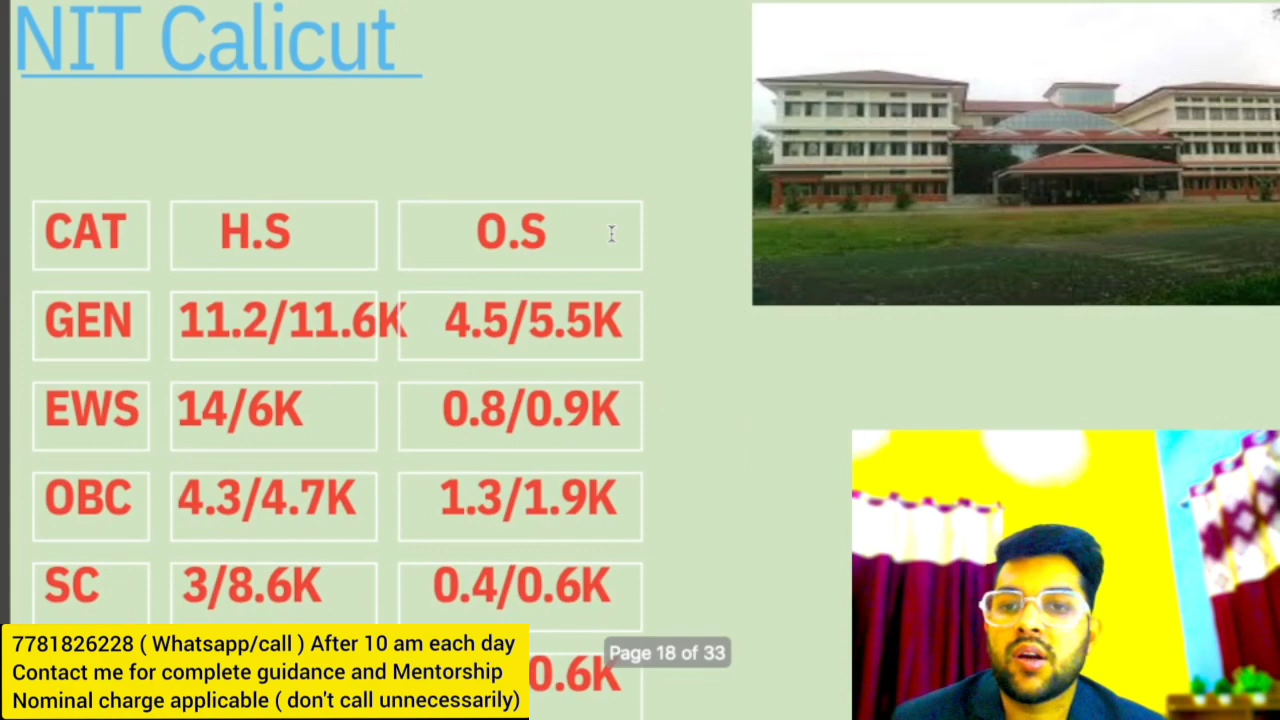 NIT Calicut
CAT H.S O.S
GEN 11.2/11.6K 4.5/5.5K
EWS 14/6K 0.8/0.9K
OBC 4.3/4.7K 1.3/1.9K
SC 3/8.6K 0.4/0.6K
0.6K
Page 18 of 33
7781826228 ( Whatsapp/call ) After 10 am each day
Contact me for complete guidance and Mentorship
Nominal charge applicable ( don't call unnecessarily)